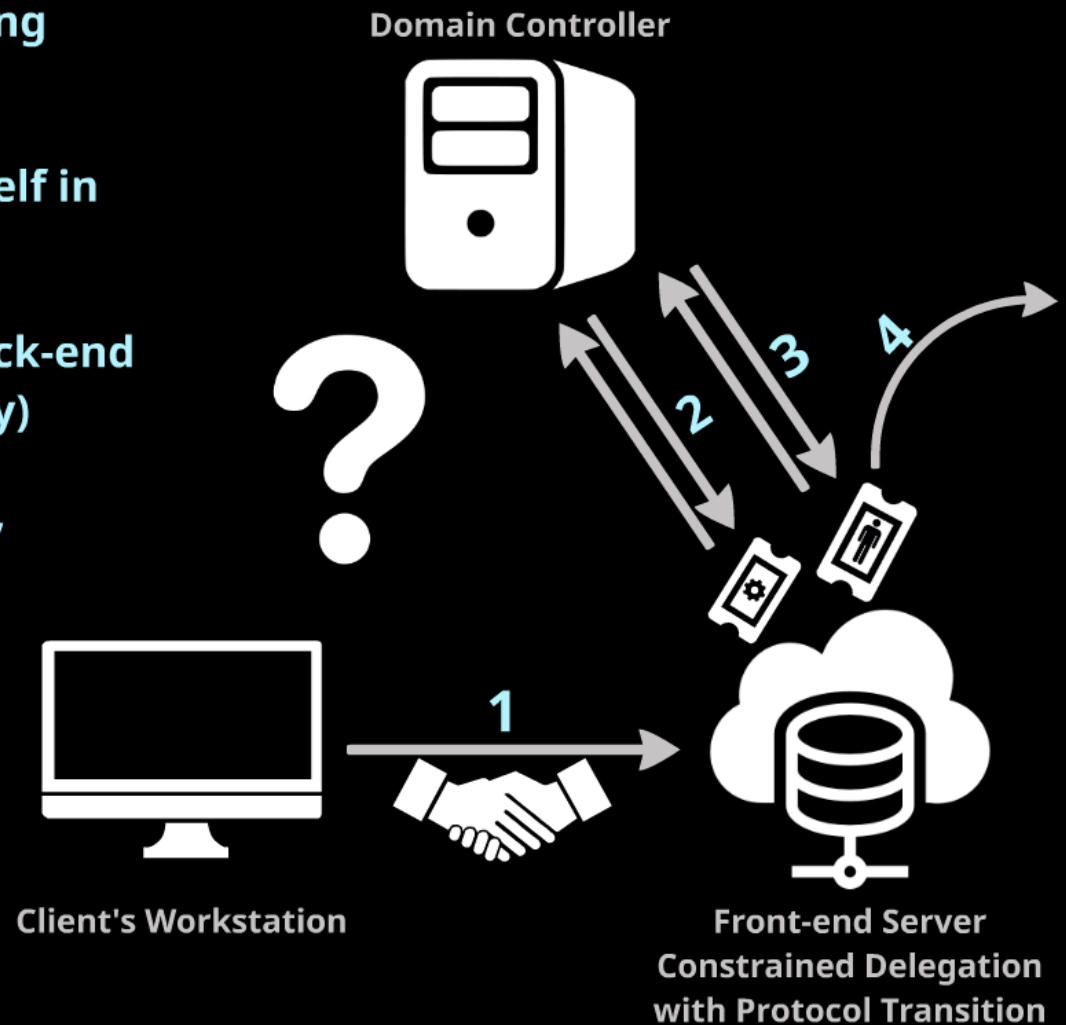 ng
Domain Controller
elf in
ck-end
y)
3
4
2
1
Client's Workstation
Front-end Server
Constrained Delegation
with Protocol Transition